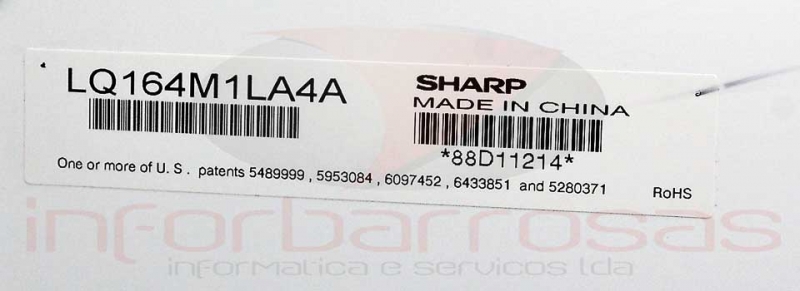 LQ164M1LA4A
SHARP
MADE IN CHINA
*88D11214*
One or more of U. S. patents 5489999 , 5953084 , 6097452 , 6433851 and 5280371
RoHS
inforbarrosas
informatica e servicos lda